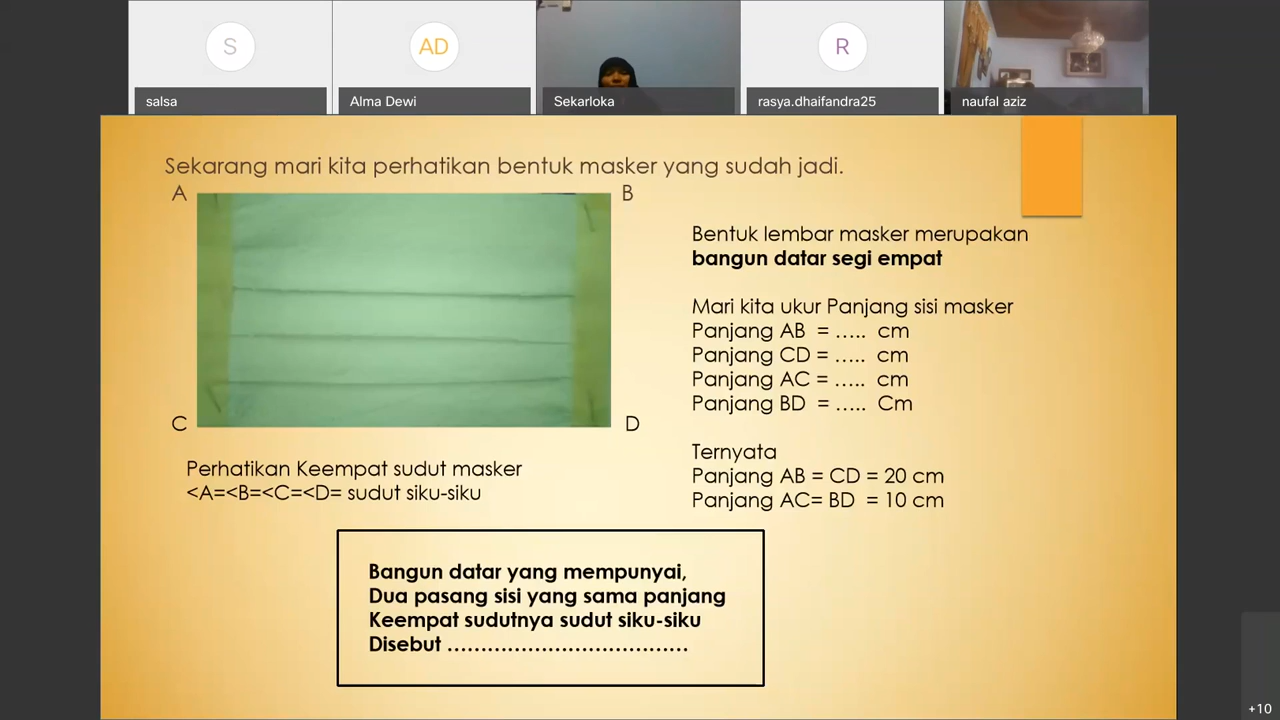 S
AD
R
salsa
Alma Dewi
Sekarloka
rasya.dhaifandra25
naufal aziz
Sekarang mari kita perhatikan bentuk masker yang sudah jadi.
A
B
C
D
Perhatikan Keempat sudut masker
<A=<B=<C=<D= sudut siku-siku
Bentuk lembar masker merupakan
bangun datar segi empat
Mari kita ukur Panjang sisi masker
Panjang AB = ….. cm
Panjang CD = ….. cm
Panjang AC = ….. cm
Panjang BD = ….. Cm
Ternyata
Panjang AB = CD = 20 cm
Panjang AC= BD = 10 cm
Bangun datar yang mempunyai,
Dua pasang sisi yang sama panjang
Keempat sudutnya sudut siku-siku
Disebut ………………………………
+10